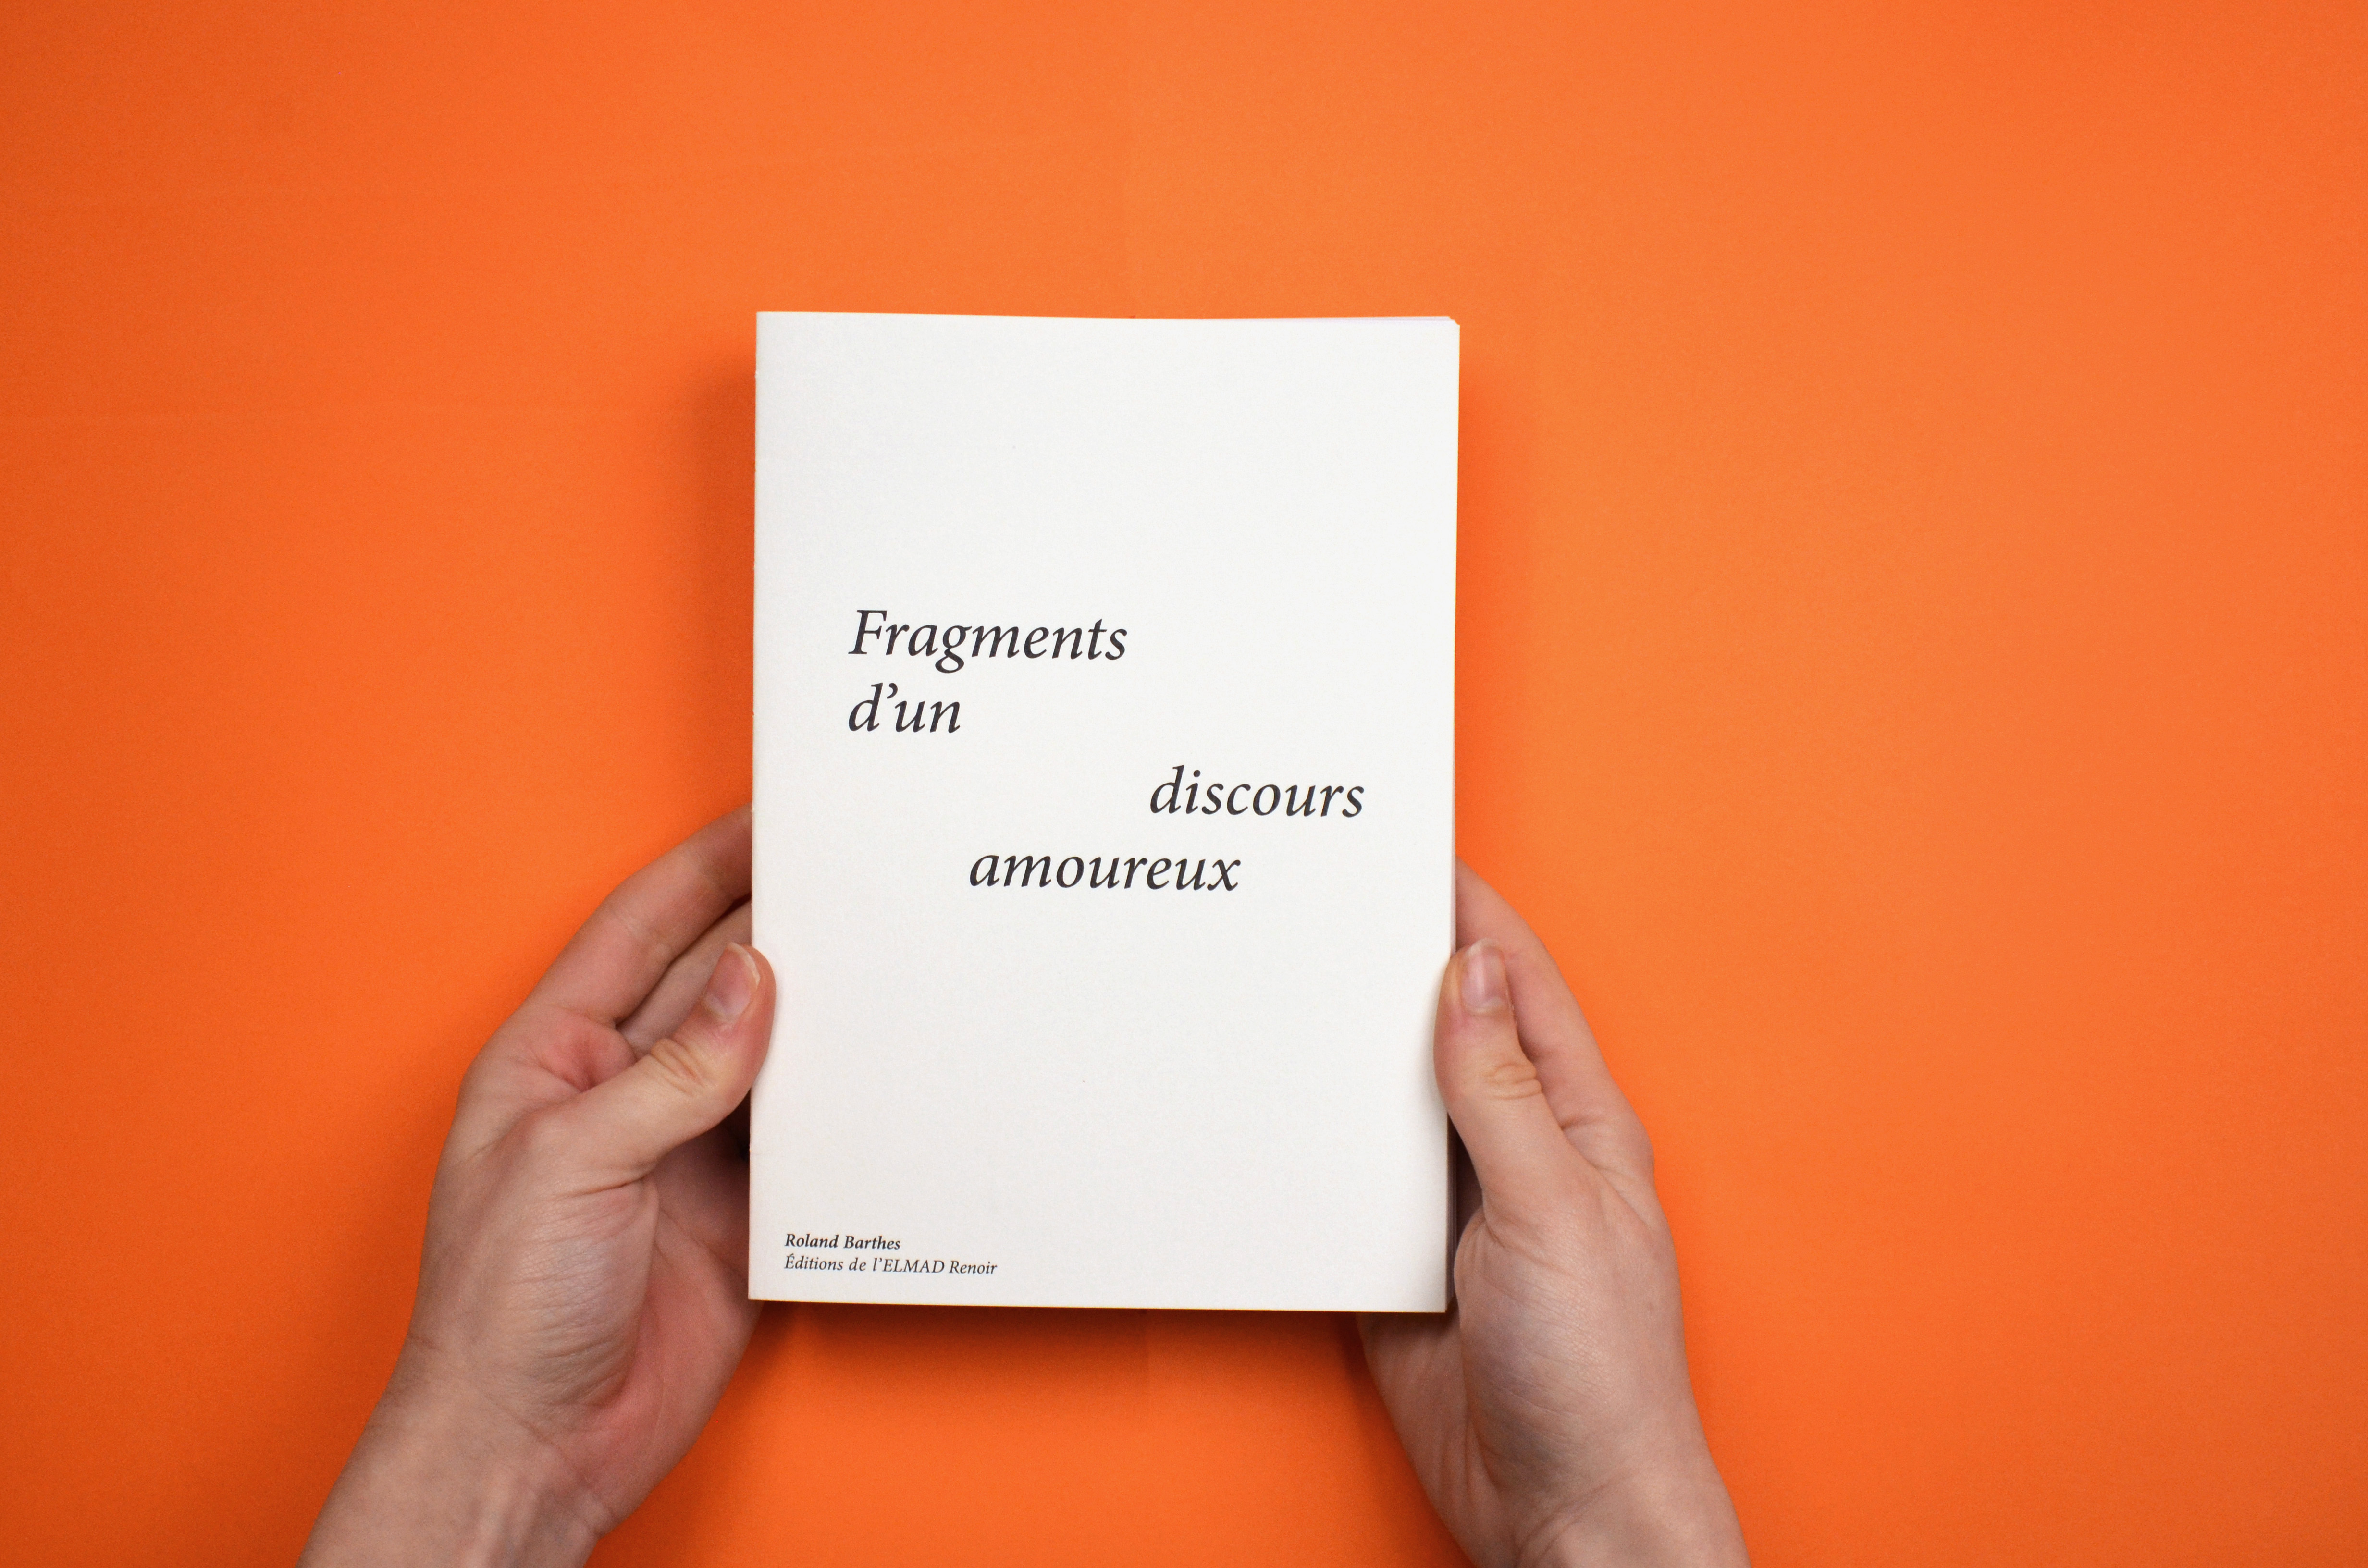 Fragments
d’un
discours
amoureux
Roland Barthes
Éditions de l’ELMAD Renoir